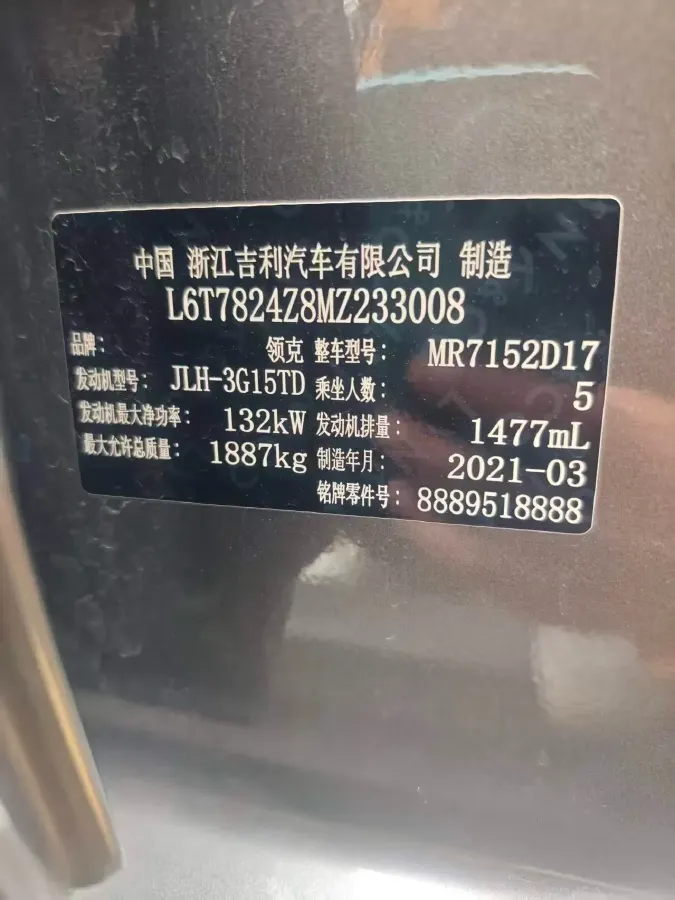 中国 浙江吉利汽车有限公司 制造
L6T7824Z8MZ233008
品牌: 领克 整车型号: MR7152D17
发动机型号: JLH-3G15TD 乘坐人数: 5
发动机最大净功率: 132kW 发动机排量: 1477mL
最大允许总质量: 1887kg 制造年月: 2021-03
铭牌零件号: 8889518888